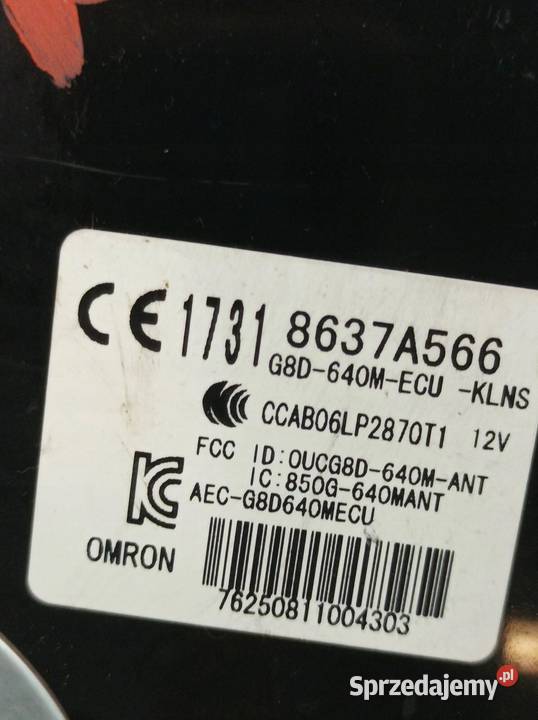 CE 1731 8637A566
G8D-640M-ECU -KLNS
CCAB06LP2870T1 12V
FCC ID:OUCG8D-640M-ANT
IC:850G-640MANT
AEC-G8D640MECU
OMRON
76250811004303
Sprzedajemy.pl